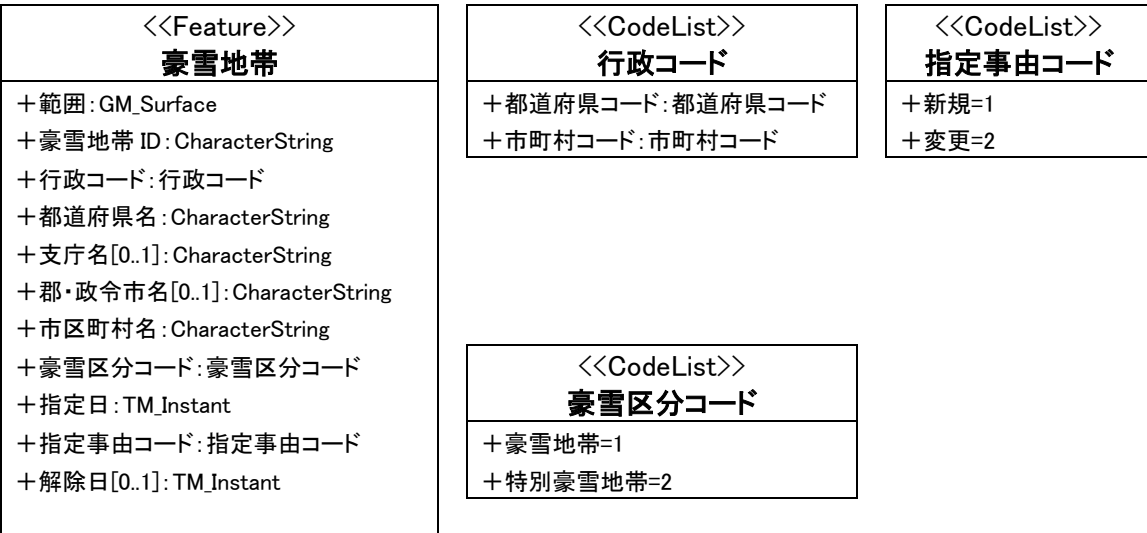 <<Feature>>
豪雪地帯
＋範囲：GM_Surface
＋豪雪地帯 ID：CharacterString
＋行政コード：行政コード
＋都道府県名：CharacterString
＋支庁名[0..1]：CharacterString
＋郡・政令市名[0..1]：CharacterString
＋市区町村名：CharacterString
＋豪雪区分コード：豪雪区分コード
＋指定日：TM_Instant
＋指定事由コード：指定事由コード
＋解除日[0..1]：TM_Instant
<<CodeList>>
行政コード
＋都道府県コード：都道府県コード
＋市町村コード：市町村コード
<<CodeList>>
指定事由コード
＋新規=1
＋変更=2
<<CodeList>>
豪雪区分コード
＋豪雪地帯=1
＋特別豪雪地帯=2